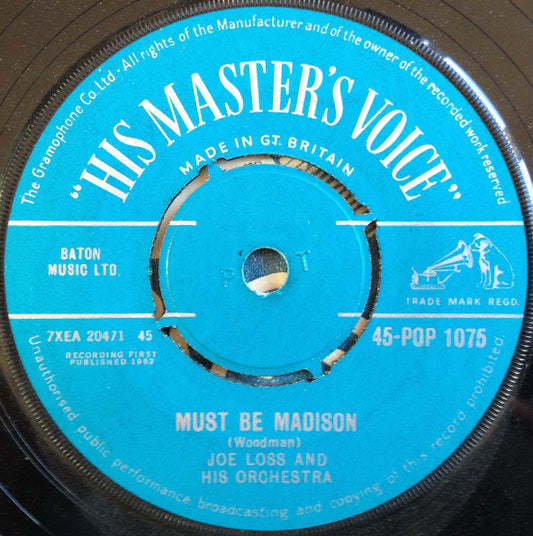 The Gramophone Co. Ltd. - All rights of the Manufacturer and of the owner of the recorded work reserved
"HIS MASTER'S VOICE"
MADE IN GT. BRITAIN
BATON
MUSIC LTD.
TRADE MARK REGD.
P T
7XEA 20471 45
45-POP 1075
RECORDING FIRST
PUBLISHED 1962
MUST BE MADISON
(Woodman)
JOE LOSS AND
HIS ORCHESTRA
Unauthorised public performance broadcasting and copying of this record prohibited.